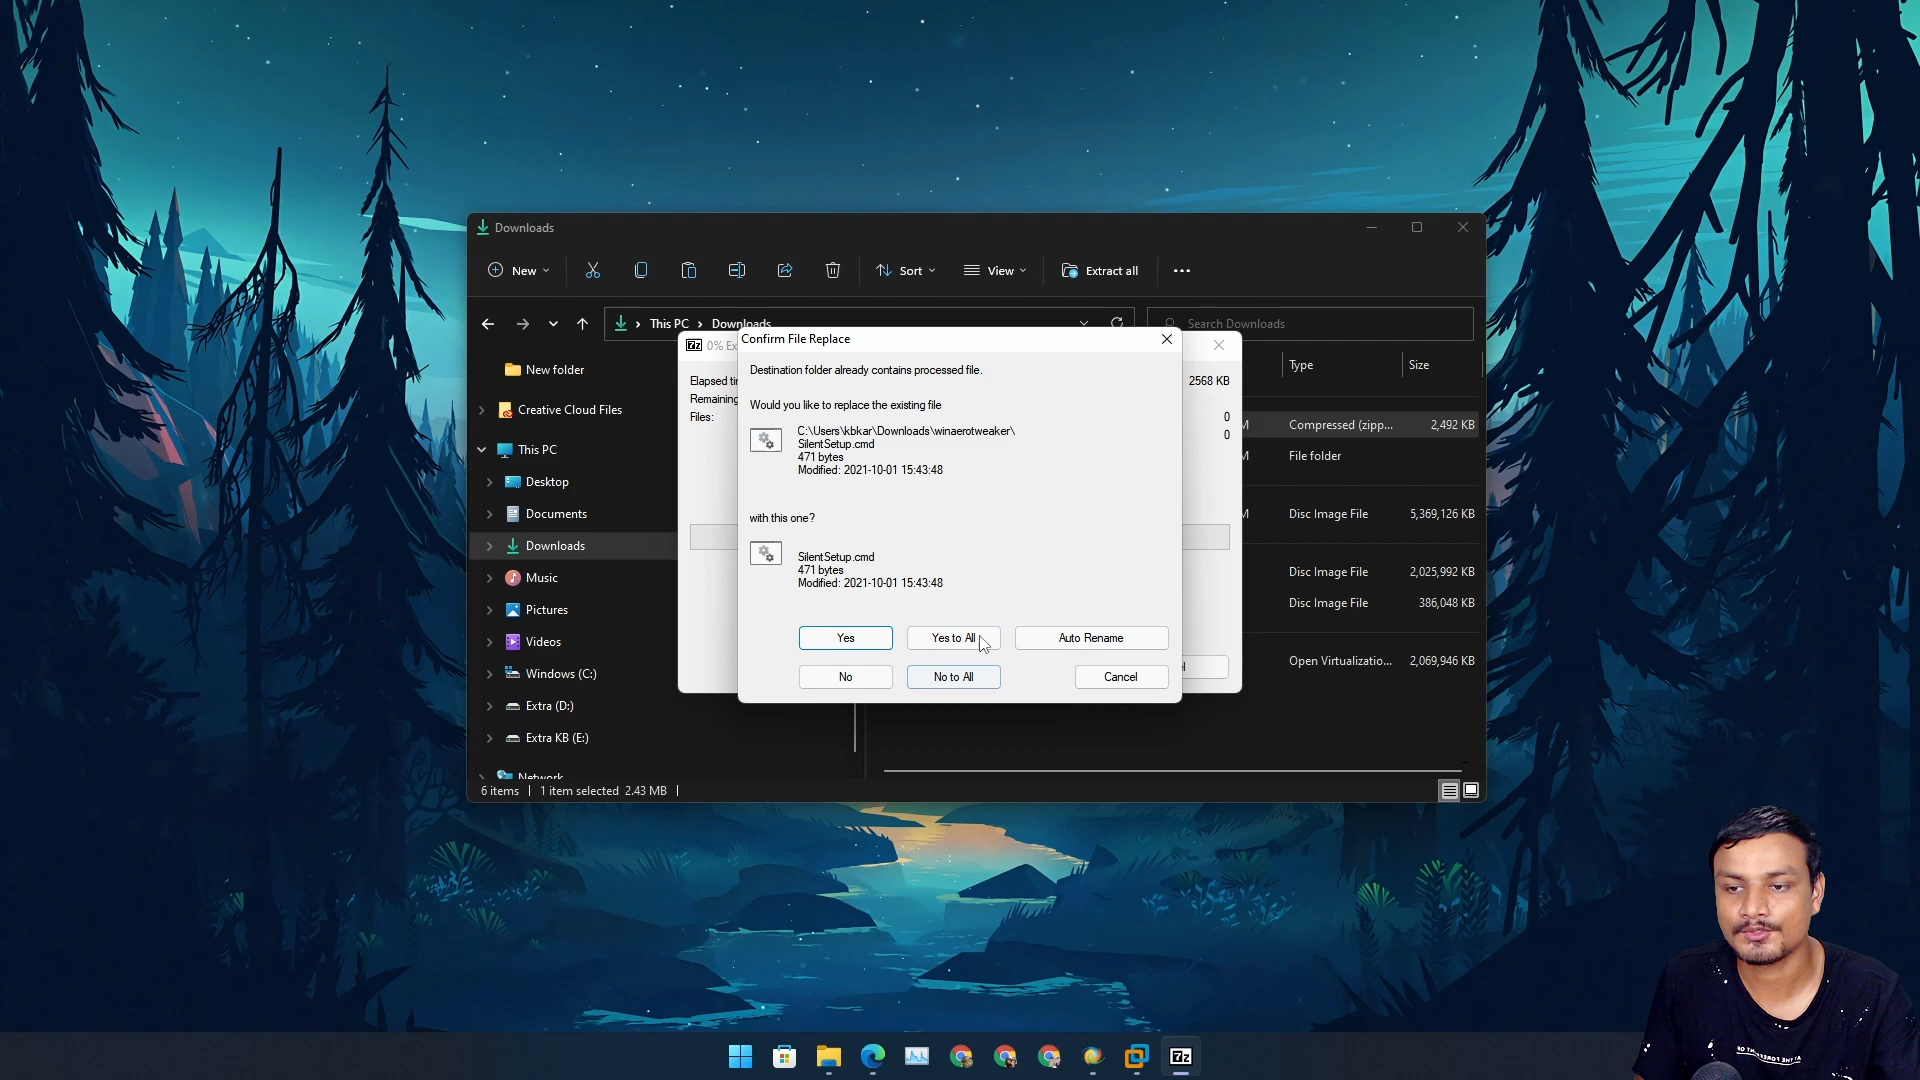 Downloads
New
Sort
View
Extract all
This PC
Downloads
Search Downloads
New folder
Creative Cloud Files
This PC
Desktop
Documents
Downloads
Music
Pictures
Videos
Windows (C:)
Extra (D:)
Extra KB (E:)
Network
7z 0% Ex
Elapsed ti
2568 KB
Remaining
Files:
0
0
Confirm File Replace
Destination folder already contains processed file.
Would you like to replace the existing file
C:\Users\kbkar\Downloads\winaerotweaker\
SilentSetup.cmd
471 bytes
Modified: 2021-10-01 15:43:48
with this one?
SilentSetup.cmd
471 bytes
Modified: 2021-10-01 15:43:48
Yes
Yes to All
Auto Rename
No
No to All
Cancel
Type
Size
M
Compressed (zipp...
2,492 KB
M
File folder
M
Disc Image File
5,369,126 KB
Disc Image File
2,025,992 KB
Disc Image File
386,048 KB
Open Virtualizatio...
2,069,946 KB
6 items
1 item selected 2.43 MB
7z